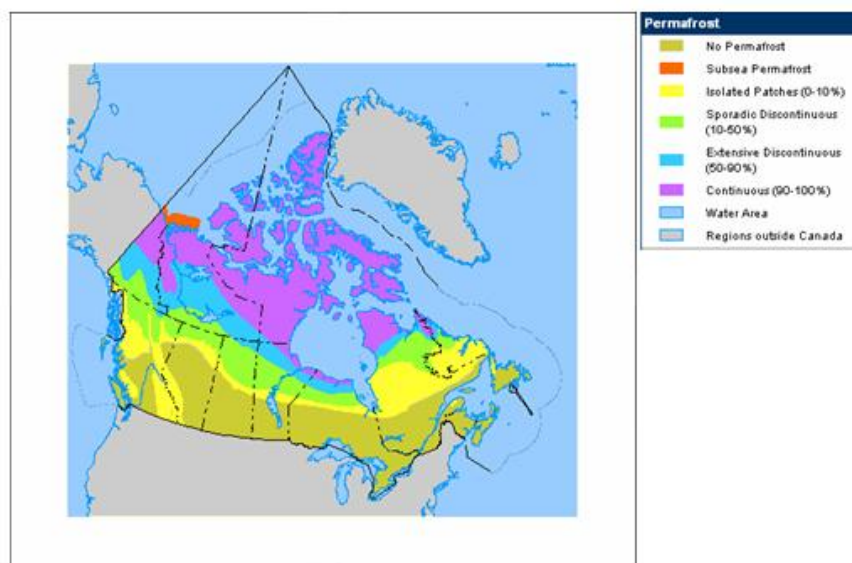 Permafrost
No Permafrost
Subsea Permafrost
Isolated Patches (0-10%)
Sporadic Discontinuous
(10-50%)
Extensive Discontinuous
(50-90%)
Continuous (90-100%)
Water Area
Regions outside Canada